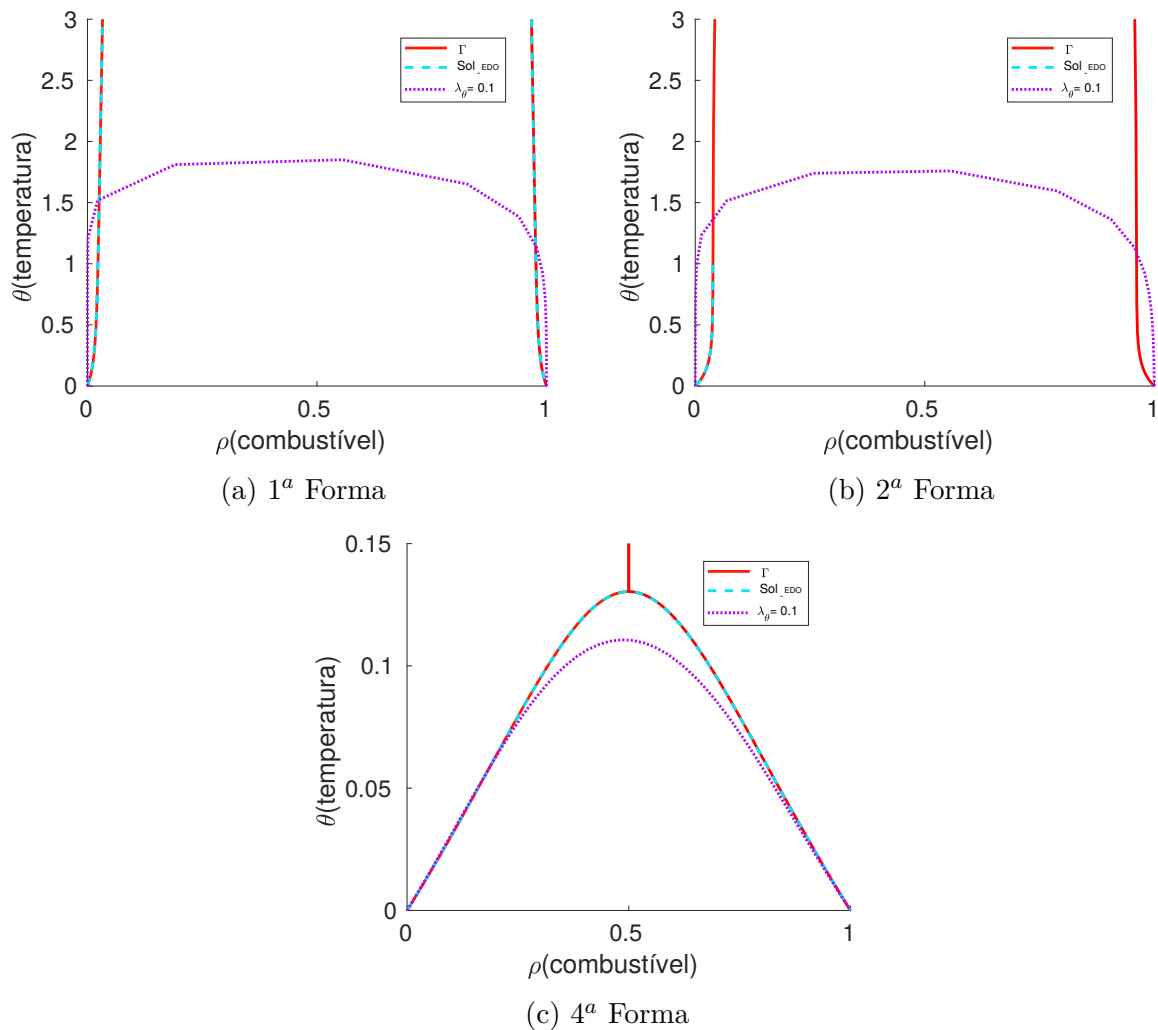 3
2.5
2
1.5
1
0.5
0
θ(temperatura)
0
0.5
1
ρ(combustível)
Γ
Sol_EDO
λ_θ= 0.1
(a) 1ª Forma
3
2.5
2
1.5
1
0.5
0
θ(temperatura)
0
0.5
1
ρ(combustível)
Γ
Sol_EDO
λ_θ= 0.1
(b) 2ª Forma
0.15
0.1
0.05
0
θ(temperatura)
0
0.5
1
ρ(combustível)
Γ
Sol_EDO
λ_θ= 0.1
(c) 4ª Forma